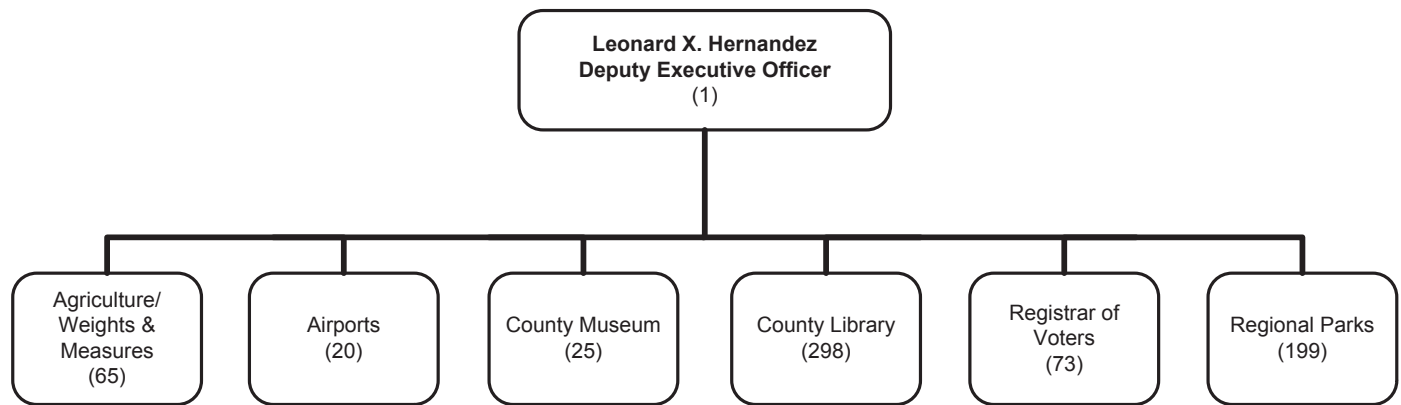 Leonard X. Hernandez
Deputy Executive Officer
(1)
Agriculture/
Weights &
Measures
(65)
Airports
(20)
County Museum
(25)
County Library
(298)
Registrar of
Voters
(73)
Regional Parks
(199)